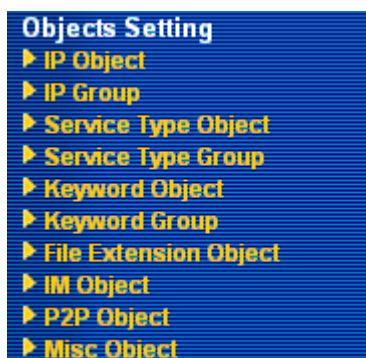 Objects Setting
IP Object
IP Group
Service Type Object
Service Type Group
Keyword Object
Keyword Group
File Extension Object
IM Object
P2P Object
Misc Object